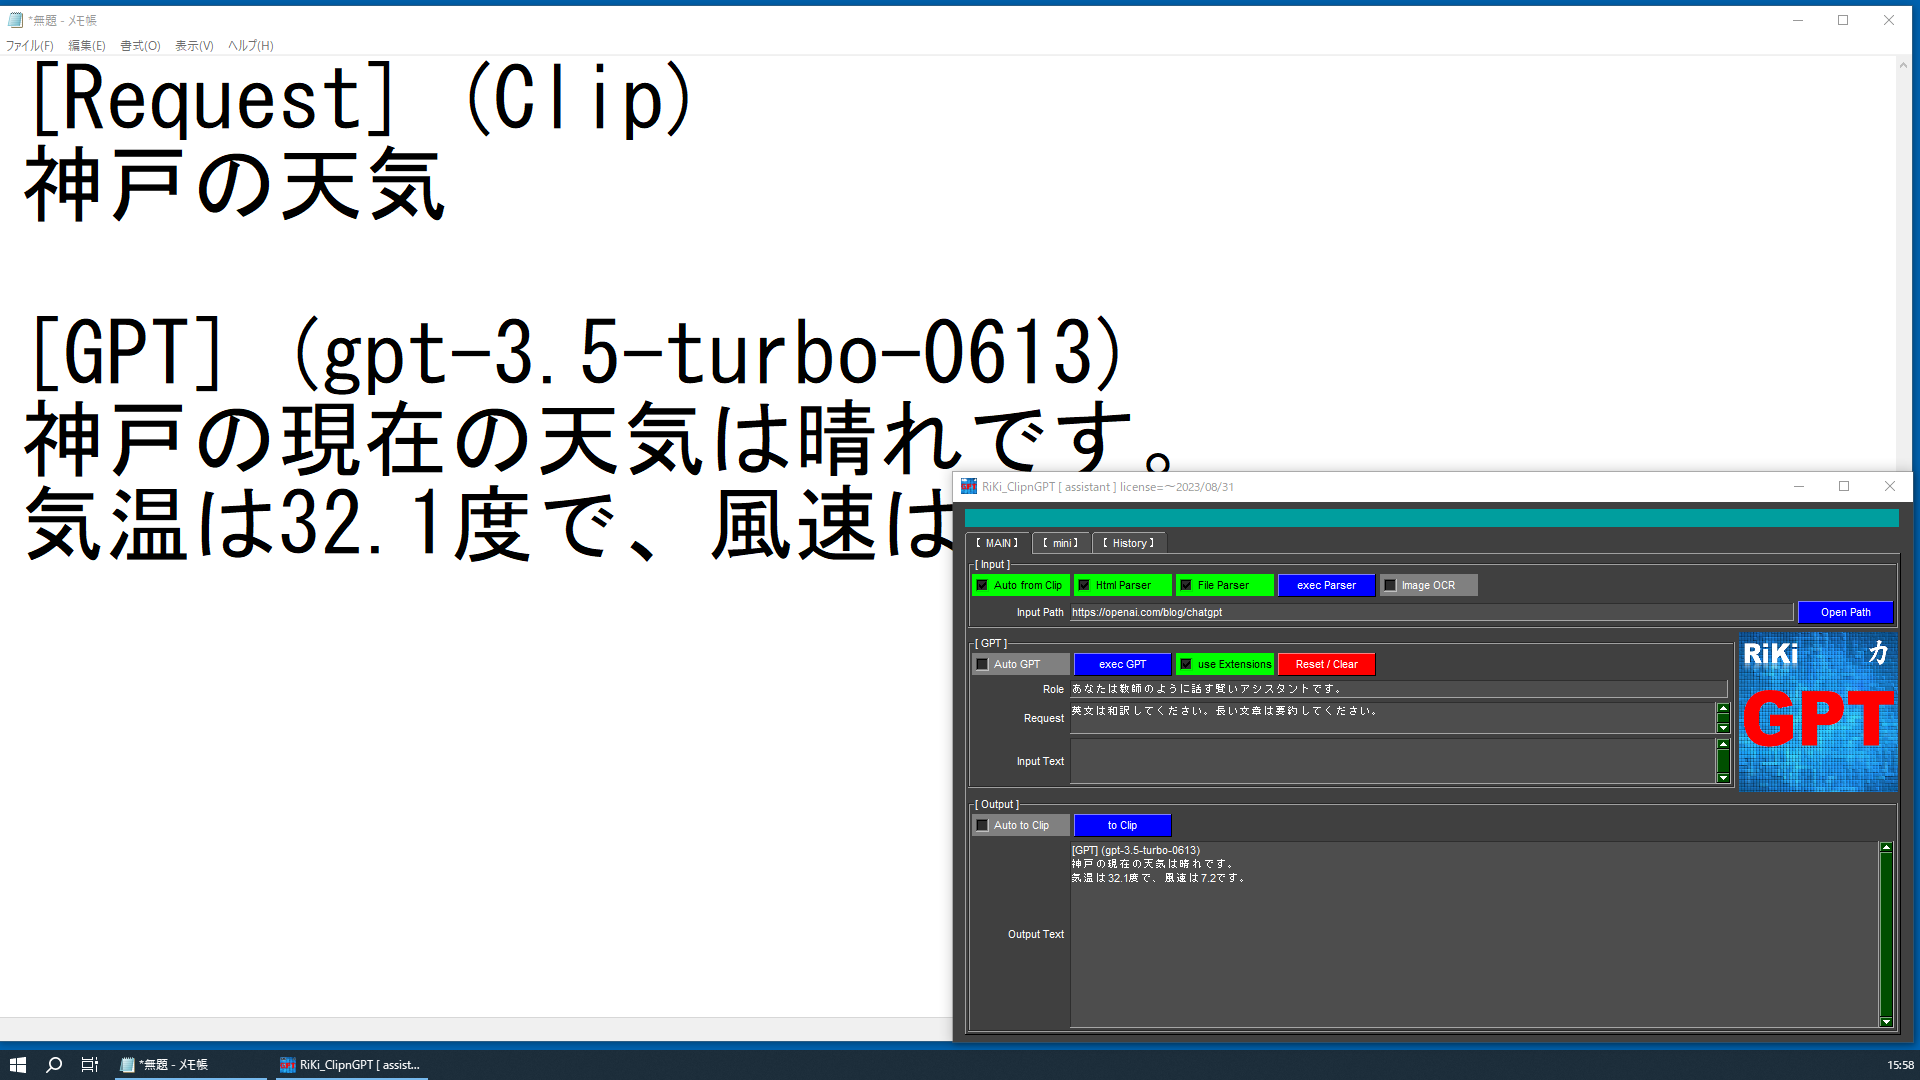 *無題 - メモ帳
ファイル(F) 編集(E) 書式(O) 表示(V) ヘルプ(H)
[Request] (Clip)
神戸の天気
[GPT] (gpt-3.5-turbo-0613)
神戸の現在の天気は晴れです。
気温は32.1度で、風速は
RiKi_ClipnGPT [ assistant ] license=～2023/08/31
【 MAIN 】 【 mini 】 【 History 】
[ Input ]
Auto from Clip Html Parser File Parser exec Parser Image OCR
Input Path https://openai.com/blog/chatgpt Open Path
[ GPT ]
Auto GPT exec GPT use Extensions Reset / Clear
Role あなたは教師のように話す賢いアシスタントです。
Request 英文は和訳してください。長い文章は要約してください。
Input Text
RiKi 力
GPT
[ Output ]
Auto to Clip to Clip
[GPT] (gpt-3.5-turbo-0613)
神戸の現在の天気は晴れです。
気温は32.1度で、風速は7.2です。
Output Text
*無題 - メモ帳 RiKi_ClipnGPT [ assist... 15:58